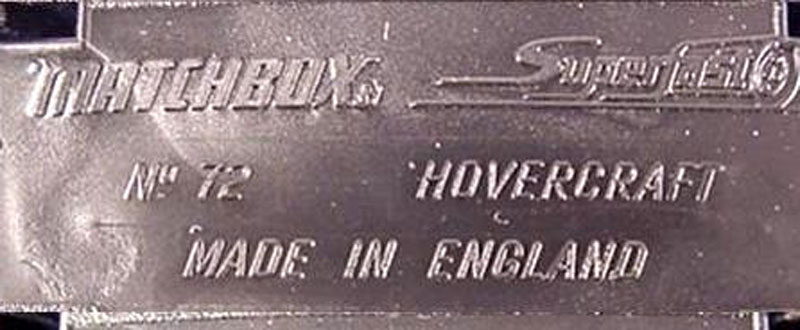 MATCHBOX Superfast
Nº 72 HOVERCRAFT
MADE IN ENGLAND